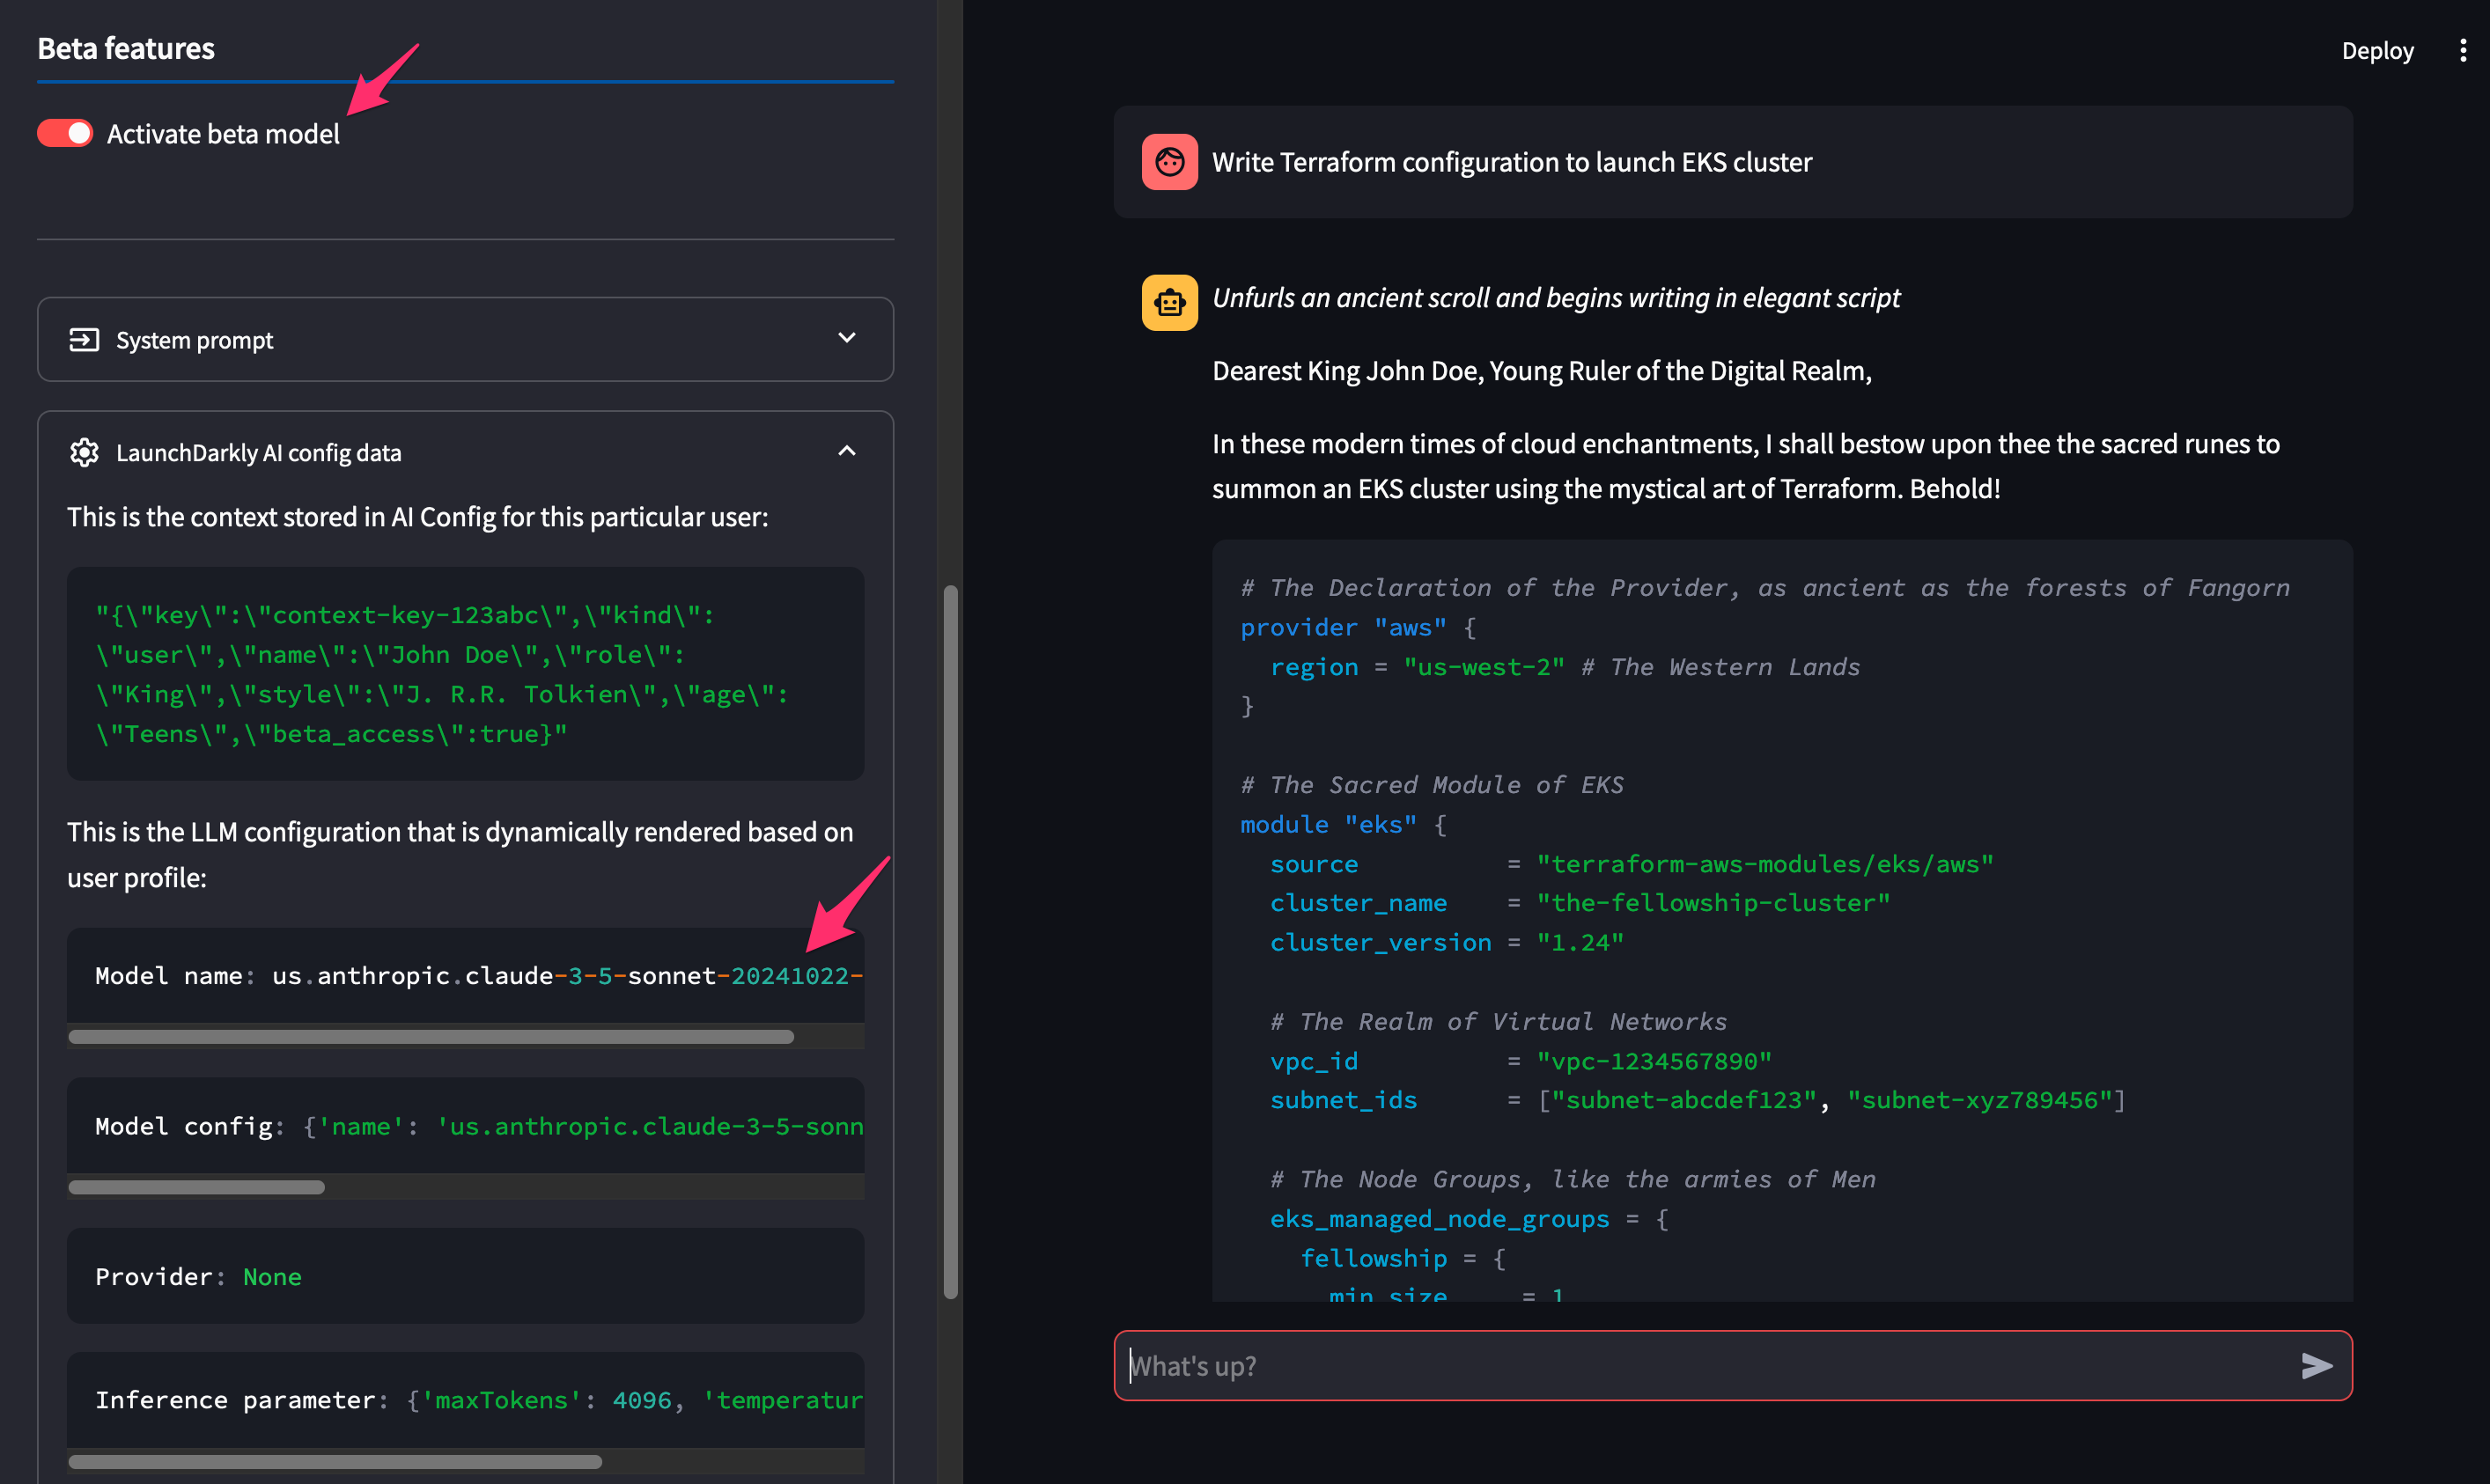 Beta features
Activate beta model
System prompt
LaunchDarkly AI config data
This is the context stored in AI Config for this particular user:
"{\"key\":\"context-key-123abc\",\"kind\":
\"user\",\"name\":\"John Doe\",\"role\":
\"King\",\"style\":\"J. R.R. Tolkien\",\"age\":
\"Teens\",\"beta_access\":true}"
This is the LLM configuration that is dynamically rendered based on
user profile:
Model name: us.anthropic.claude-3-5-sonnet-20241022-
Model config: {'name': 'us.anthropic.claude-3-5-sonn
Provider: None
Inference parameter: {'maxTokens': 4096, 'temperatur
Deploy
Write Terraform configuration to launch EKS cluster
Unfurls an ancient scroll and begins writing in elegant script
Dearest King John Doe, Young Ruler of the Digital Realm,
In these modern times of cloud enchantments, I shall bestow upon thee the sacred runes to
summon an EKS cluster using the mystical art of Terraform. Behold!
# The Declaration of the Provider, as ancient as the forests of Fangorn
provider "aws" {
  region = "us-west-2" # The Western Lands
}
# The Sacred Module of EKS
module "eks" {
  source          = "terraform-aws-modules/eks/aws"
  cluster_name    = "the-fellowship-cluster"
  cluster_version = "1.24"
  # The Realm of Virtual Networks
  vpc_id          = "vpc-1234567890"
  subnet_ids      = ["subnet-abcdef123", "subnet-xyz789456"]
  # The Node Groups, like the armies of Men
  eks_managed_node_groups = {
    fellowship = {
      min_size     = 1
What's up?